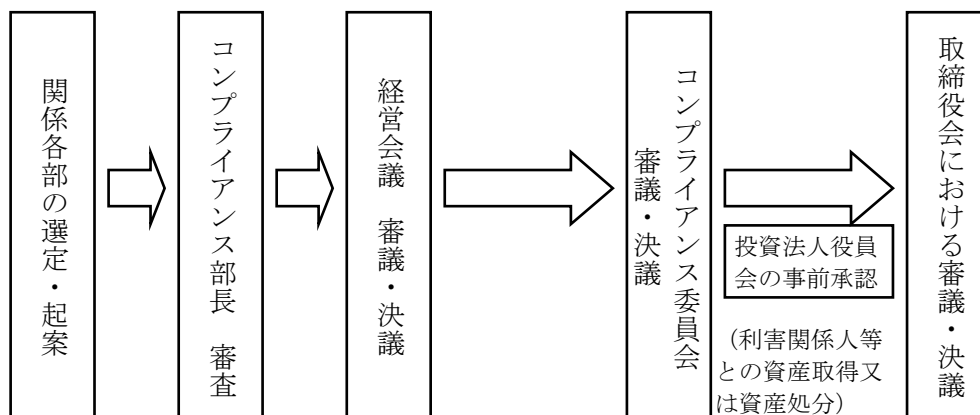 関係各部の選定・起案
コンプライアンス部長　審査
経営会議　審議・決議
コンプライアンス委員会
審議・決議
投資法人役員
会の事前承認
（利害関係人等
との資産取得又
は資産処分）
取締役会における審議・決議